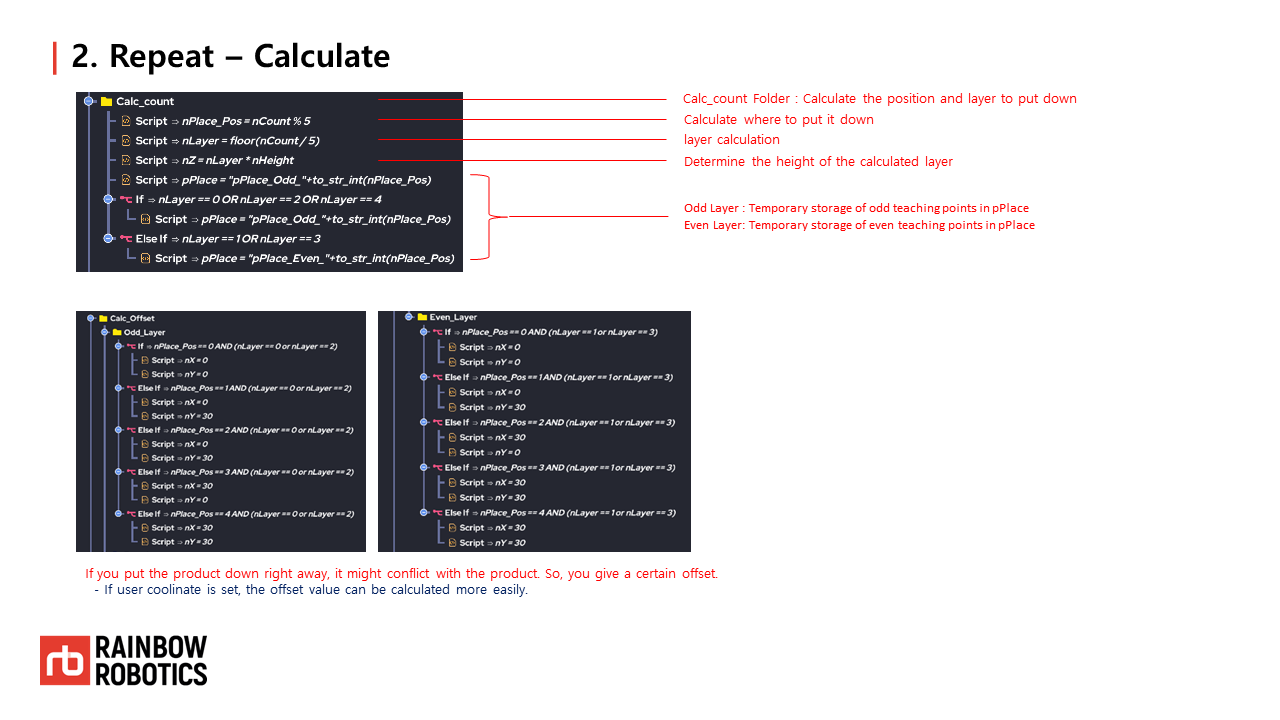 2. Repeat – Calculate
Calc_count
Script ⇒ nPlace_Pos = nCount % 5
Script ⇒ nLayer = floor(nCount / 5)
Script ⇒ nZ = nLayer * nHeight
Script ⇒ pPlace = "pPlace_Odd_"+to_str_int(nPlace_Pos)
If ⇒ nLayer == 0 OR nLayer == 2 OR nLayer == 4
Script ⇒ pPlace = "pPlace_Odd_"+to_str_int(nPlace_Pos)
Else If ⇒ nLayer == 1 OR nLayer == 3
Script ⇒ pPlace = "pPlace_Even_"+to_str_int(nPlace_Pos)
Calc_count Folder : Calculate the position and layer to put down
Calculate where to put it down
layer calculation
Determine the height of the calculated layer
Odd Layer : Temporary storage of odd teaching points in pPlace
Even Layer: Temporary storage of even teaching points in pPlace
Calc_Offset
Odd_Layer
If ⇒ nPlace_Pos == 0 AND (nLayer == 0 or nLayer == 2)
Script ⇒ nX = 0
Script ⇒ nY = 0
Else If ⇒ nPlace_Pos == 1 AND (nLayer == 0 or nLayer == 2)
Script ⇒ nX = 0
Script ⇒ nY = 30
Else If ⇒ nPlace_Pos == 2 AND (nLayer == 0 or nLayer == 2)
Script ⇒ nX = 0
Script ⇒ nY = 30
Else If ⇒ nPlace_Pos == 3 AND (nLayer == 0 or nLayer == 2)
Script ⇒ nX = 30
Script ⇒ nY = 0
Else If ⇒ nPlace_Pos == 4 AND (nLayer == 0 or nLayer == 2)
Script ⇒ nX = 30
Script ⇒ nY = 30
Even_Layer
If ⇒ nPlace_Pos == 0 AND (nLayer == 1 or nLayer == 3)
Script ⇒ nX = 0
Script ⇒ nY = 0
Else If ⇒ nPlace_Pos == 1 AND (nLayer == 1 or nLayer == 3)
Script ⇒ nX = 0
Script ⇒ nY = 30
Else If ⇒ nPlace_Pos == 2 AND (nLayer == 1 or nLayer == 3)
Script ⇒ nX = 30
Script ⇒ nY = 0
Else If ⇒ nPlace_Pos == 3 AND (nLayer == 1 or nLayer == 3)
Script ⇒ nX = 30
Script ⇒ nY = 30
Else If ⇒ nPlace_Pos == 4 AND (nLayer == 1 or nLayer == 3)
Script ⇒ nX = 30
Script ⇒ nY = 30
If you put the product down right away, it might conflict with the product. So, you give a certain offset.
- If user coolinate is set, the offset value can be calculated more easily.
rb
RAINBOW
ROBOTICS